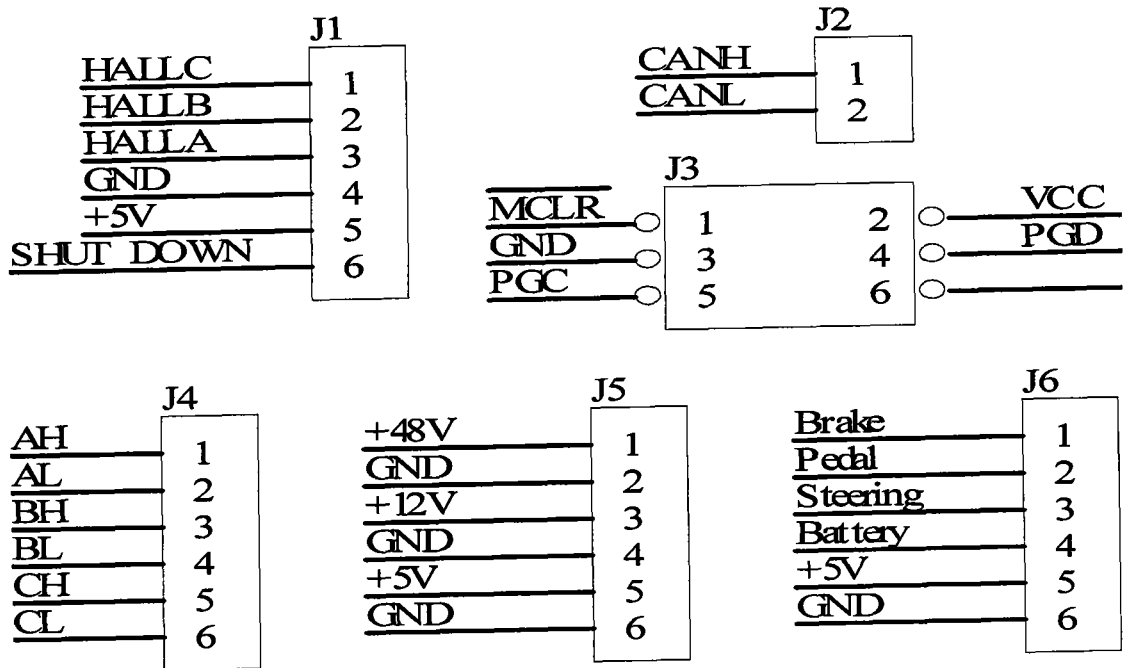 J1
HALLC 1
HALLB 2
HALLA 3
GND 4
+5V 5
SHUT DOWN 6
J2
CANH 1
CANL 2
J3
MCLR 1 2 VCC
GND 3 4 PGD
PGC 5 6
J4
AH 1
AL 2
BH 3
BL 4
CH 5
CL 6
J5
+48V 1
GND 2
+12V 3
GND 4
+5V 5
GND 6
J6
Brake 1
Pedal 2
Steering 3
Battery 4
+5V 5
GND 6